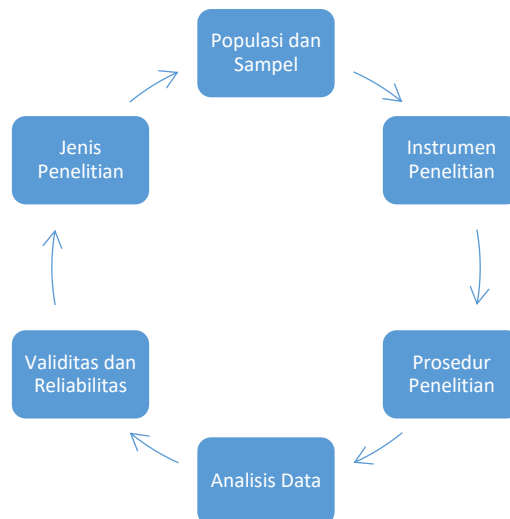 Populasi dan
Sampel
Instrumen
Penelitian
Prosedur
Penelitian
Analisis Data
Validitas dan
Reliabilitas
Jenis
Penelitian